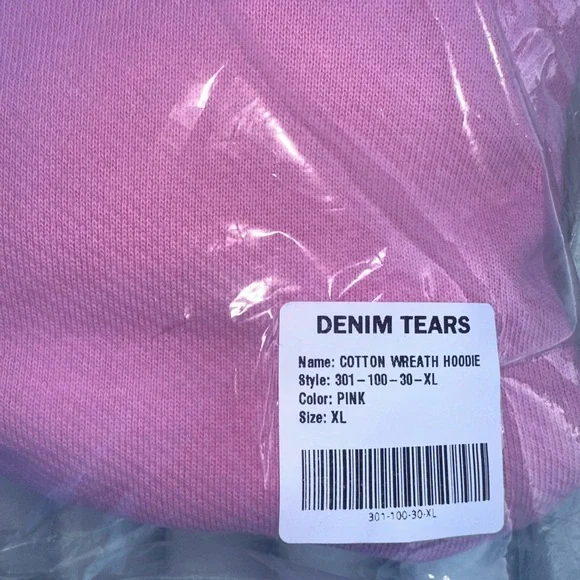 DENIM TEARS
Name: COTTON WREATH HOODIE
Style: 301-100-30-XL
Color: PINK
Size: XL
301-100-30-XL